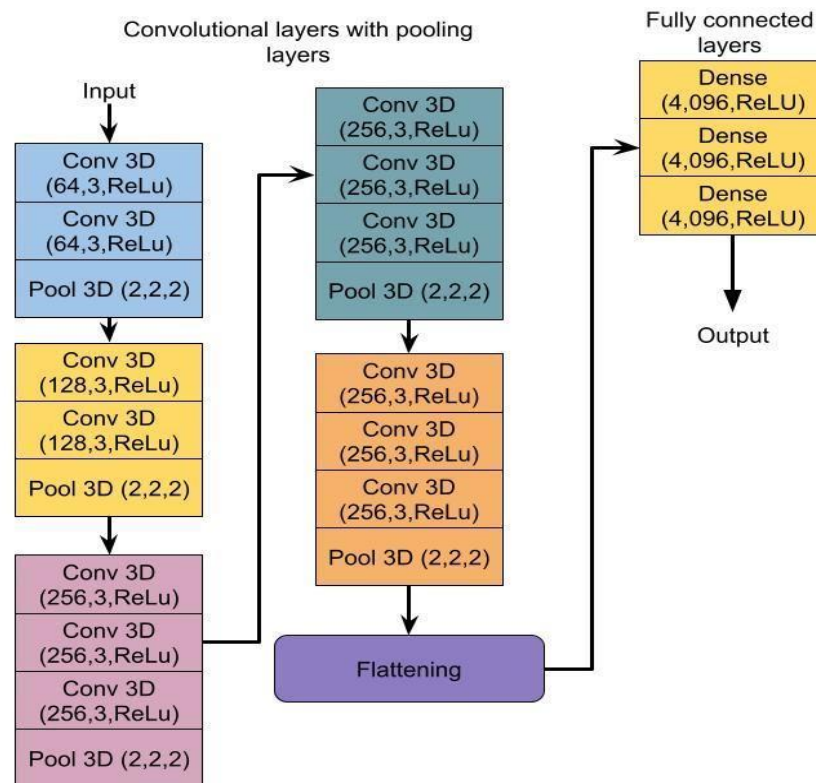 Convolutional layers with pooling
layers
Input
Conv 3D
(64,3,ReLu)
Conv 3D
(64,3,ReLu)
Pool 3D (2,2,2)
Conv 3D
(128,3,ReLu)
Conv 3D
(128,3,ReLu)
Pool 3D (2,2,2)
Conv 3D
(256,3,ReLu)
Conv 3D
(256,3,ReLu)
Conv 3D
(256,3,ReLu)
Pool 3D (2,2,2)
Conv 3D
(256,3,ReLu)
Conv 3D
(256,3,ReLu)
Conv 3D
(256,3,ReLu)
Pool 3D (2,2,2)
Conv 3D
(256,3,ReLu)
Conv 3D
(256,3,ReLu)
Conv 3D
(256,3,ReLu)
Pool 3D (2,2,2)
Flattening
Fully connected
layers
Dense
(4,096,ReLU)
Dense
(4,096,ReLU)
Dense
(4,096,ReLU)
Output